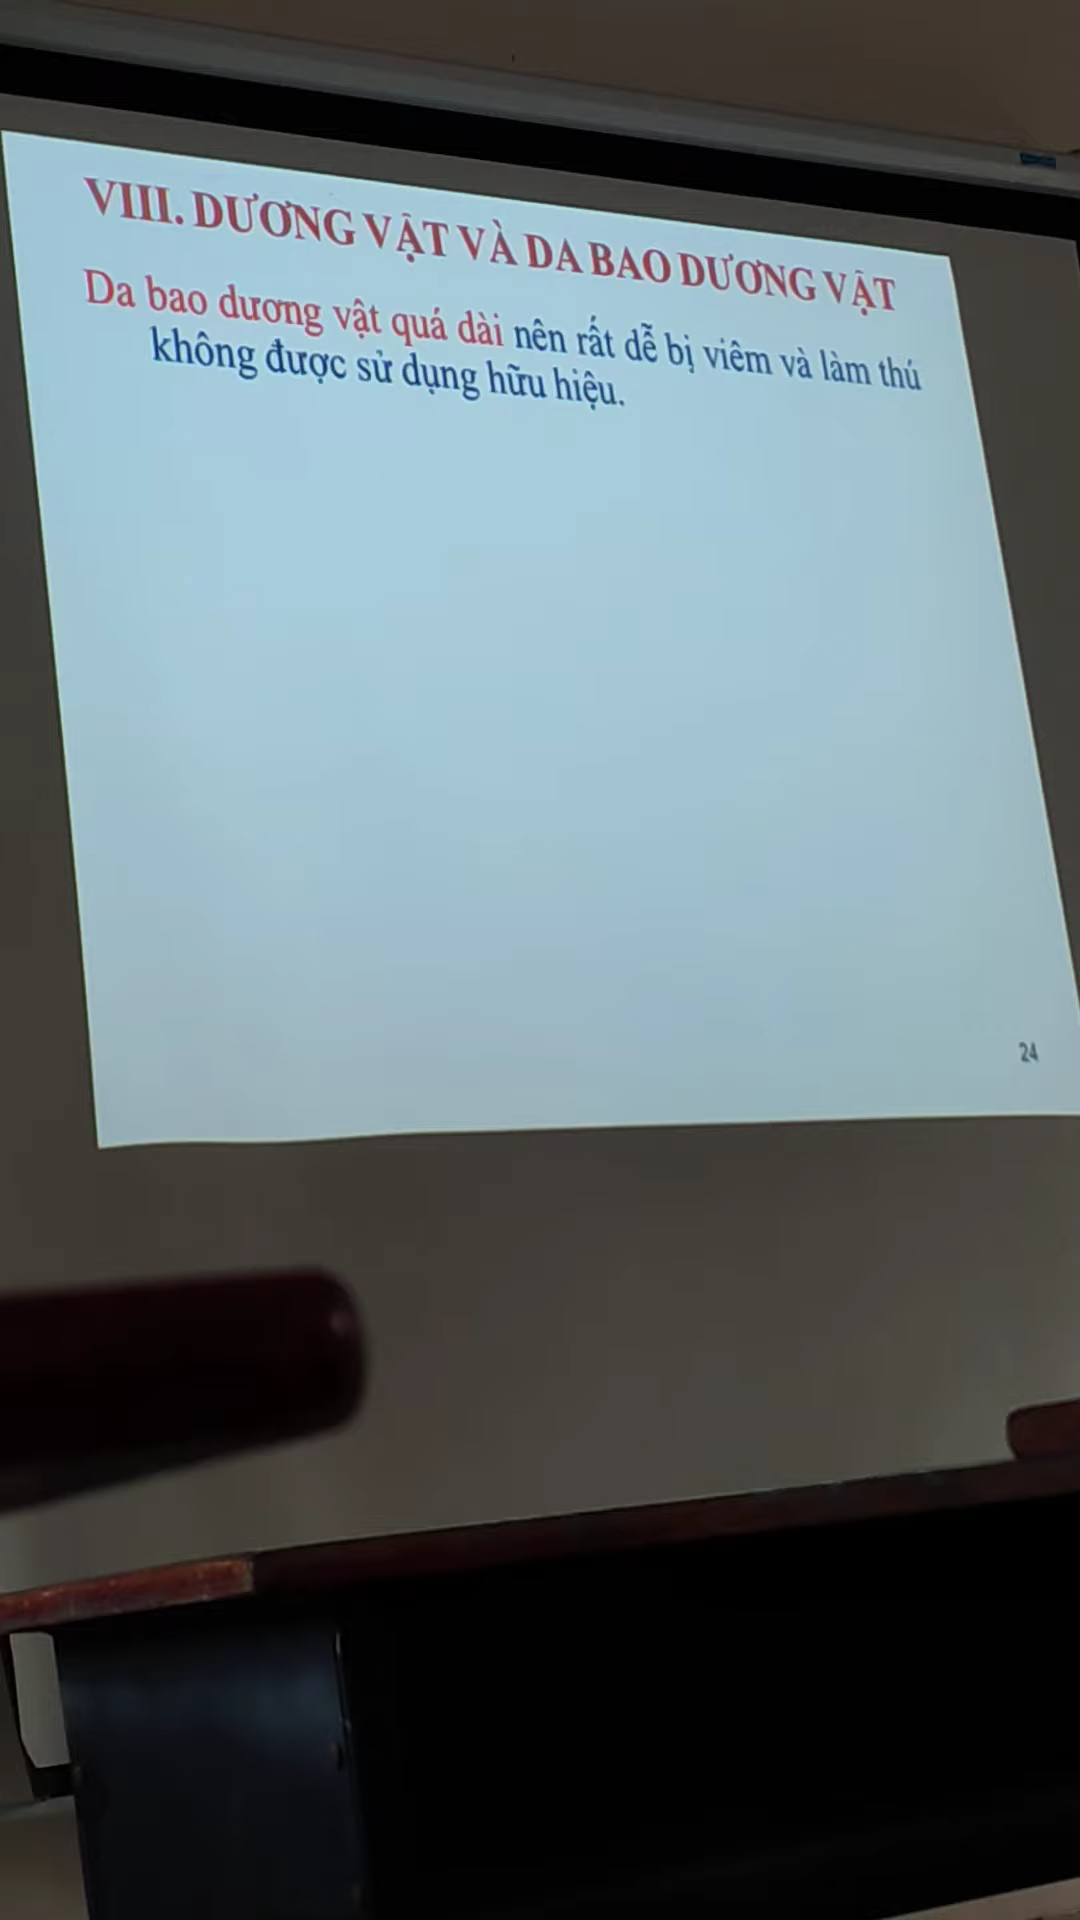 VIII. DƯƠNG VẬT VÀ DA BAO DƯƠNG VẬT
Da bao dương vật quá dài nên rất dễ bị viêm và làm thú
không được sử dụng hữu hiệu.
24